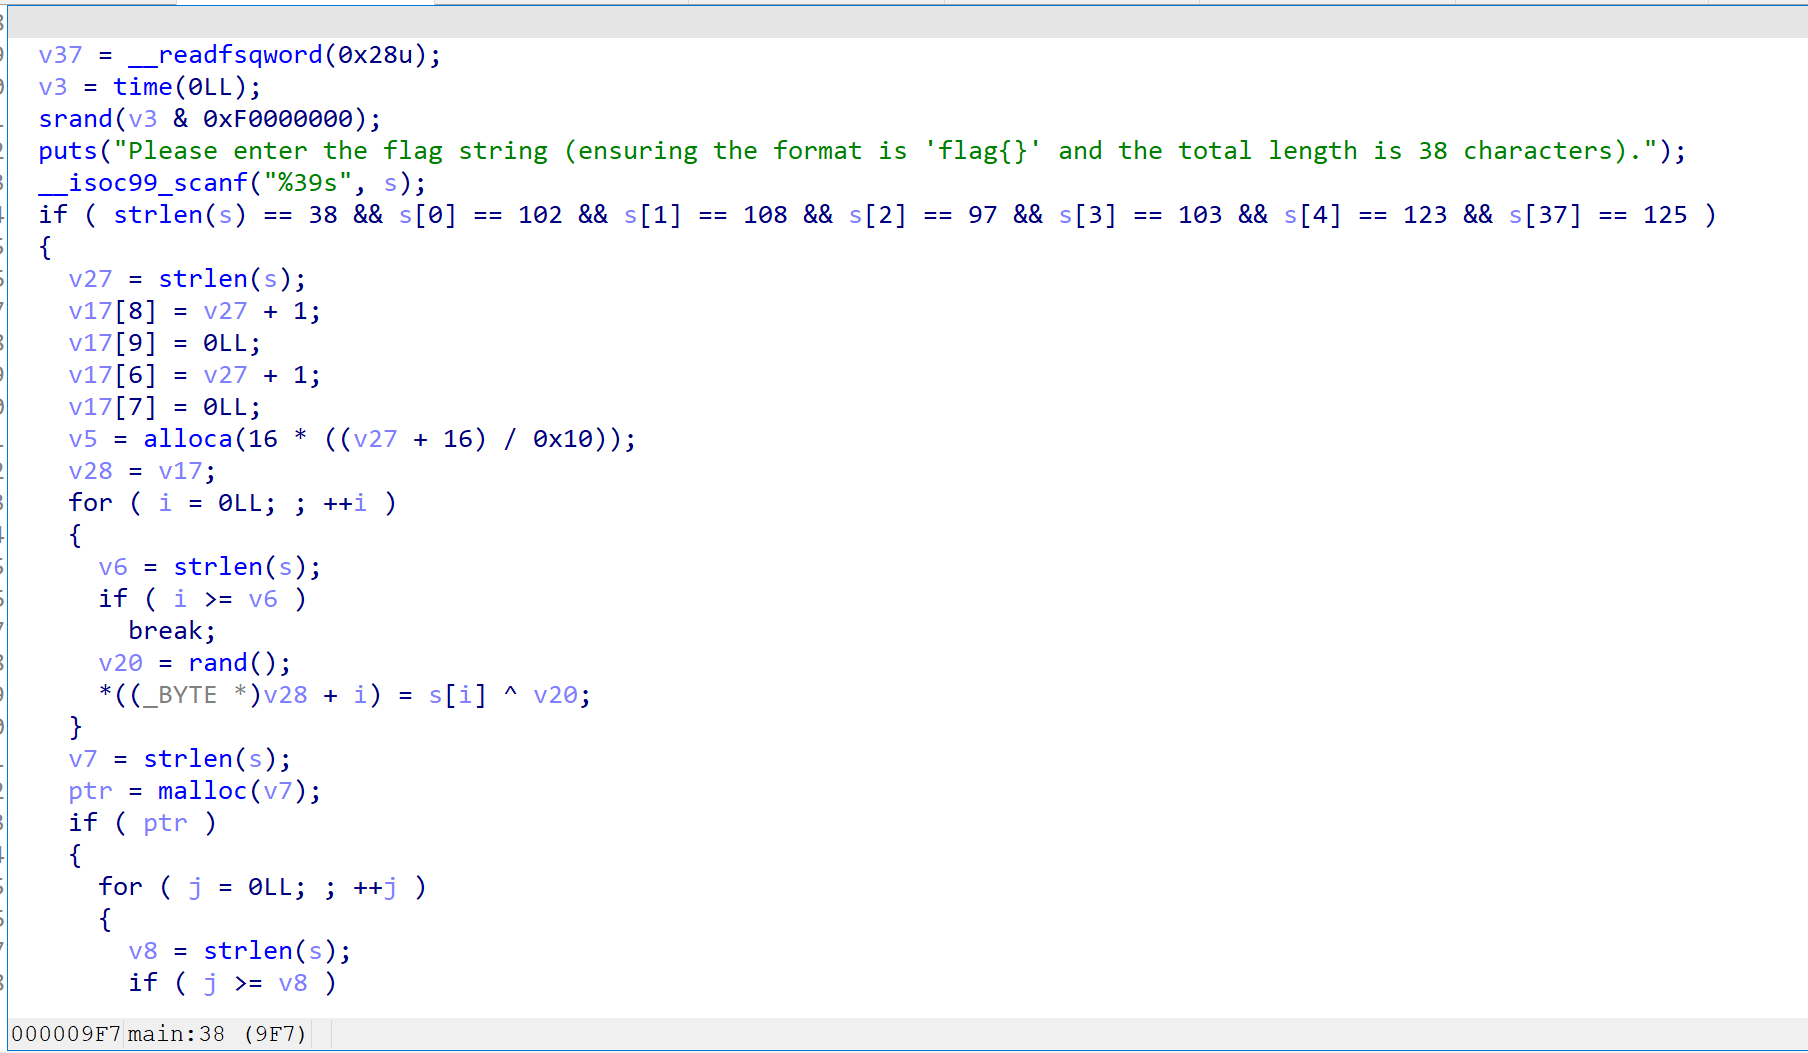 v37 = __readfsqword(0x28u);
v3 = time(0LL);
srand(v3 & 0xF0000000);
puts("Please enter the flag string (ensuring the format is 'flag{}' and the total length is 38 characters).");
__isoc99_scanf("%39s", s);
if ( strlen(s) == 38 && s[0] == 102 && s[1] == 108 && s[2] == 97 && s[3] == 103 && s[4] == 123 && s[37] == 125 )
{
v27 = strlen(s);
v17[8] = v27 + 1;
v17[9] = 0LL;
v17[6] = v27 + 1;
v17[7] = 0LL;
v5 = alloca(16 * ((v27 + 16) / 0x10));
v28 = v17;
for ( i = 0LL; ; ++i )
{
v6 = strlen(s);
if ( i >= v6 )
break;
v20 = rand();
*((_BYTE *)v28 + i) = s[i] ^ v20;
}
v7 = strlen(s);
ptr = malloc(v7);
if ( ptr )
{
for ( j = 0LL; ; ++j )
{
v8 = strlen(s);
if ( j >= v8 )
000009F7 main:38 (9F7)